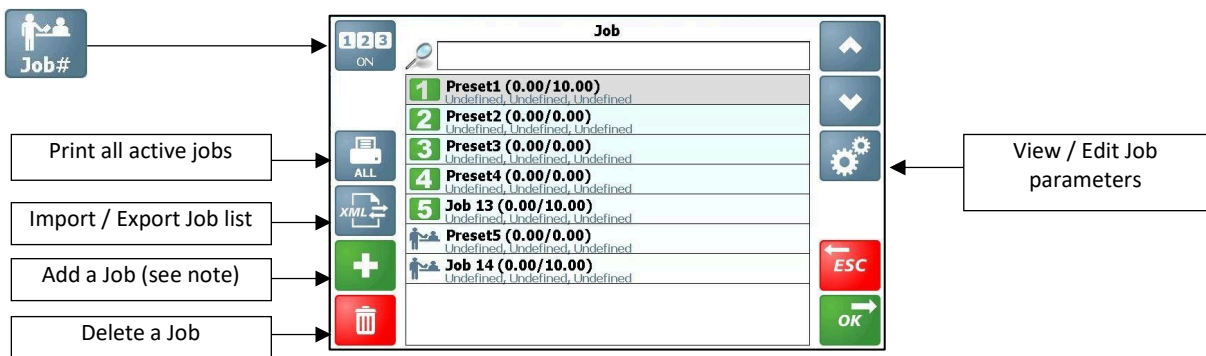 Job#
Print all active jobs
Import / Export Job list
Add a Job (see note)
Delete a Job
1 2 3
ON
ALL
XML
Job
1 Preset1 (0.00/10.00)
Undefined, Undefined, Undefined
2 Preset2 (0.00/0.00)
Undefined, Undefined, Undefined
3 Preset3 (0.00/0.00)
Undefined, Undefined, Undefined
4 Preset4 (0.00/0.00)
Undefined, Undefined, Undefined
5 Job 13 (0.00/10.00)
Undefined, Undefined, Undefined
Preset5 (0.00/0.00)
Undefined, Undefined, Undefined
Job 14 (0.00/10.00)
Undefined, Undefined, Undefined
ESC
OK
View / Edit Job
parameters